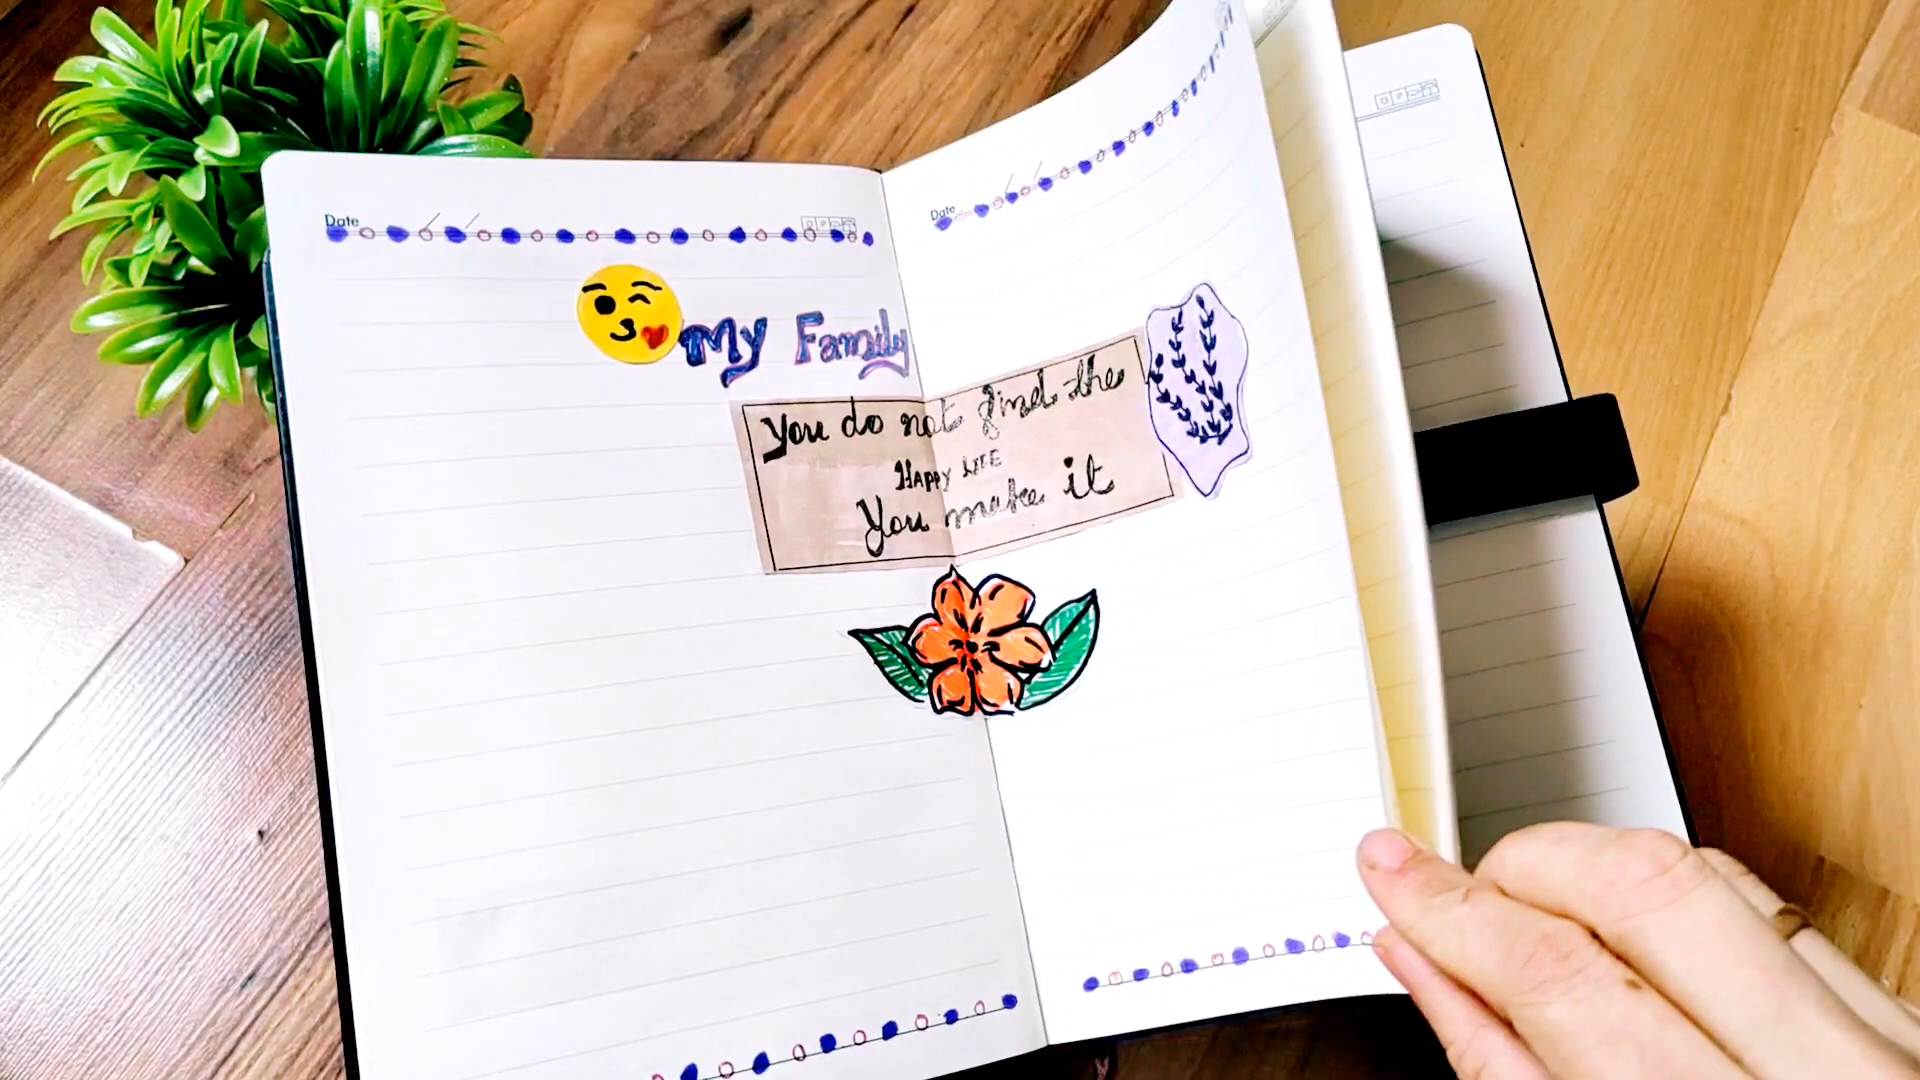 Date
Date
My Family
You do not find the
HAPPY LIFE
You make it